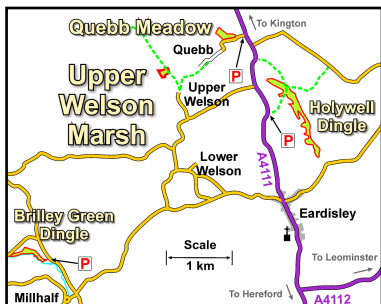 To Kington
Quebb Meadow
Quebb
P
Upper
Welson
Marsh
Upper
Welson
Holywell
Dingle
P
A4111
Lower
Welson
Brilley Green
Dingle
Eardisley
P
Scale
1 km
To Leominster
To Hereford
Millhalf
A4112